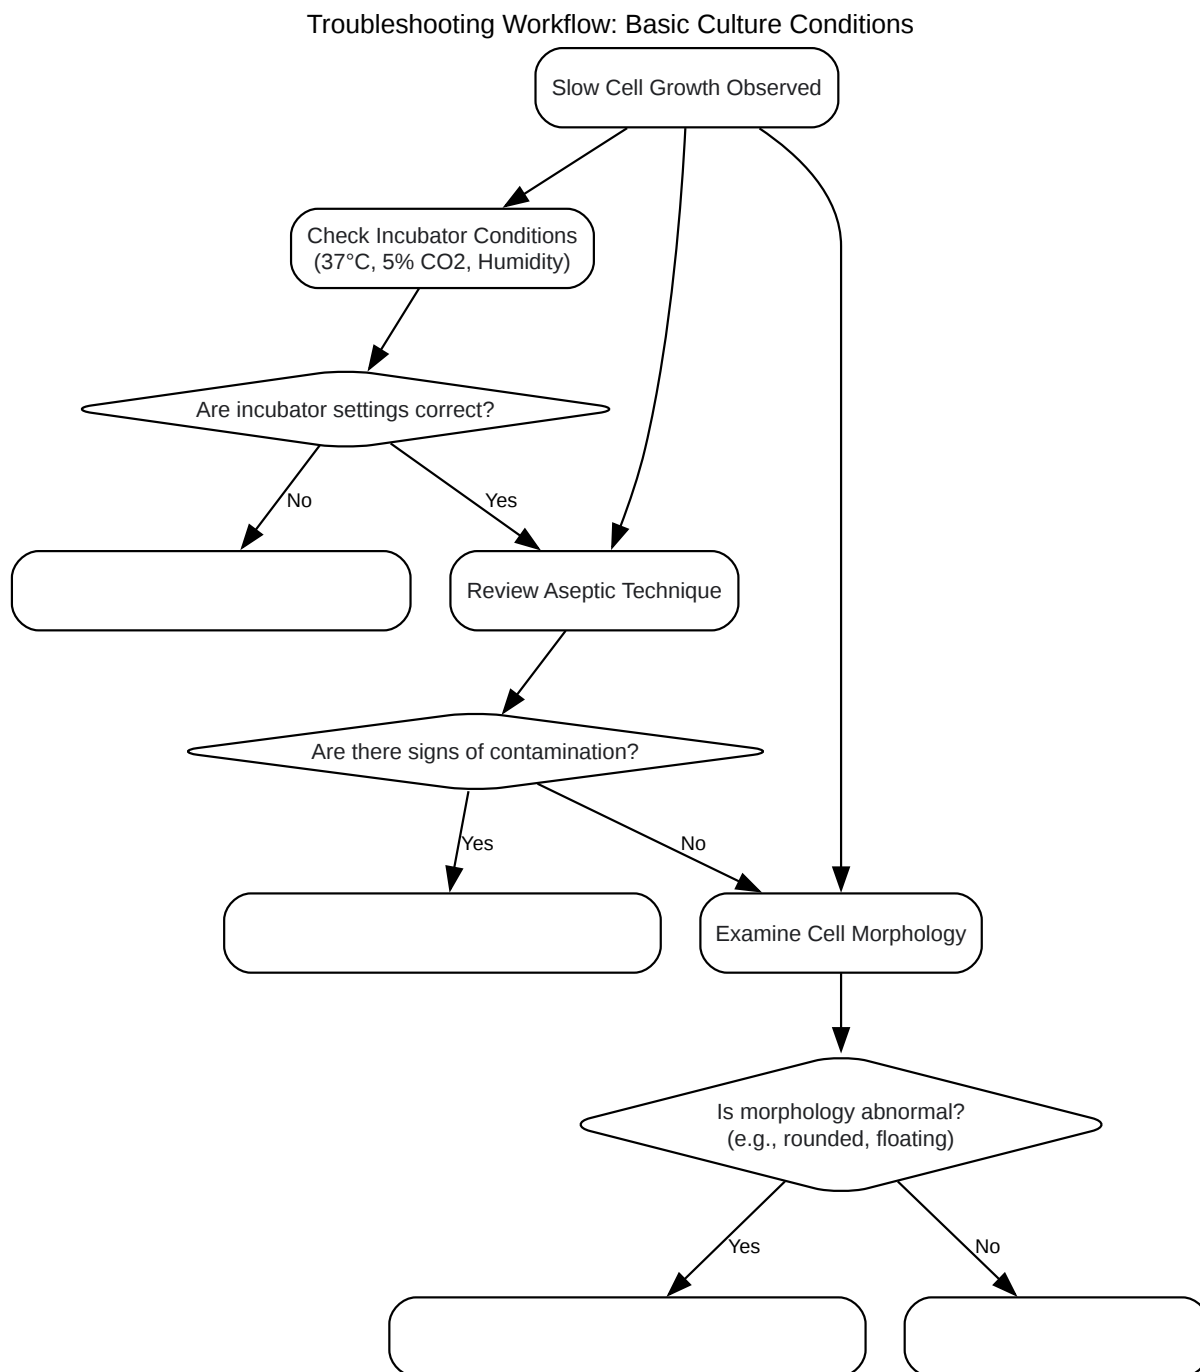 Troubleshooting Workflow: Basic Culture Conditions
Slow Cell Growth Observed
Check Incubator Conditions
(37°C, 5% CO2, Humidity)
Are incubator settings correct?
No
Yes
Review Aseptic Technique
Are there signs of contamination?
Yes
No
Examine Cell Morphology
Is morphology abnormal?
(e.g., rounded, floating)
Yes
No